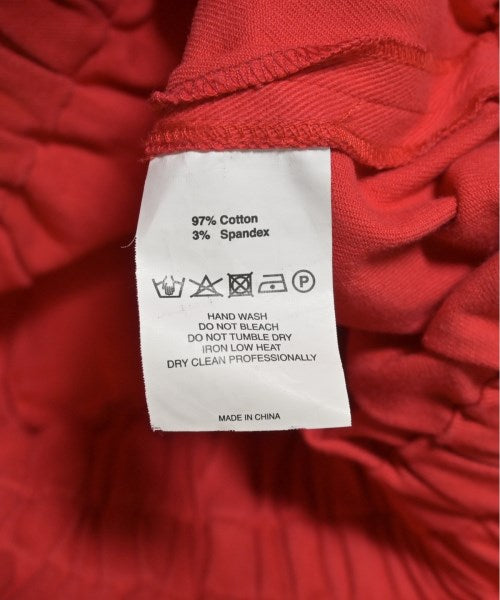 97% Cotton
3% Spandex
P
HAND WASH
DO NOT BLEACH
DO NOT TUMBLE DRY
IRON LOW HEAT
DRY CLEAN PROFESSIONALLY
MADE IN CHINA